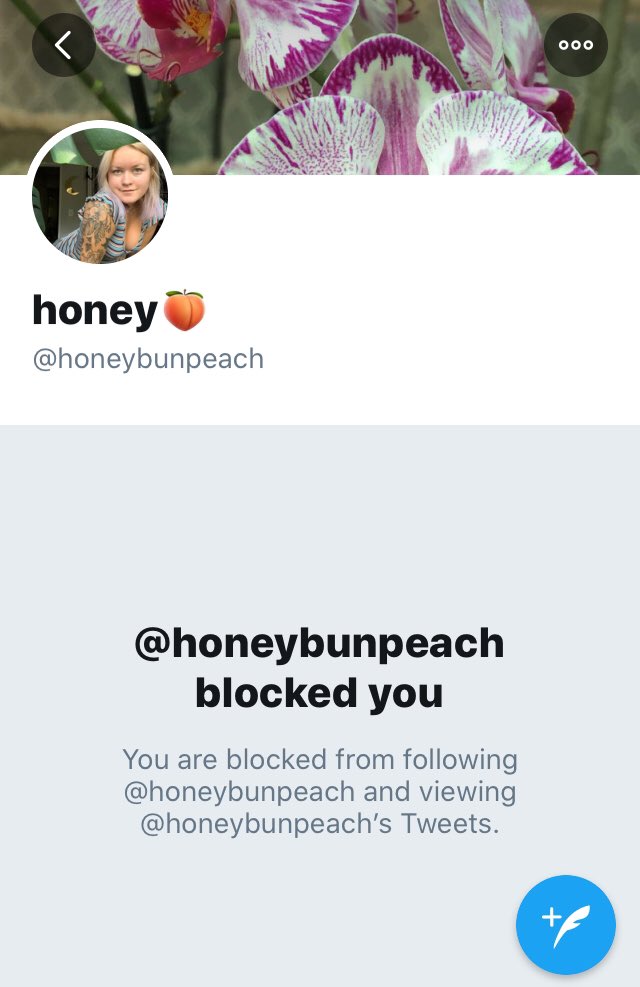 honey🍑
@honeybunpeach
@honeybunpeach
blocked you
You are blocked from following
@honeybunpeach and viewing
@honeybunpeach's Tweets.